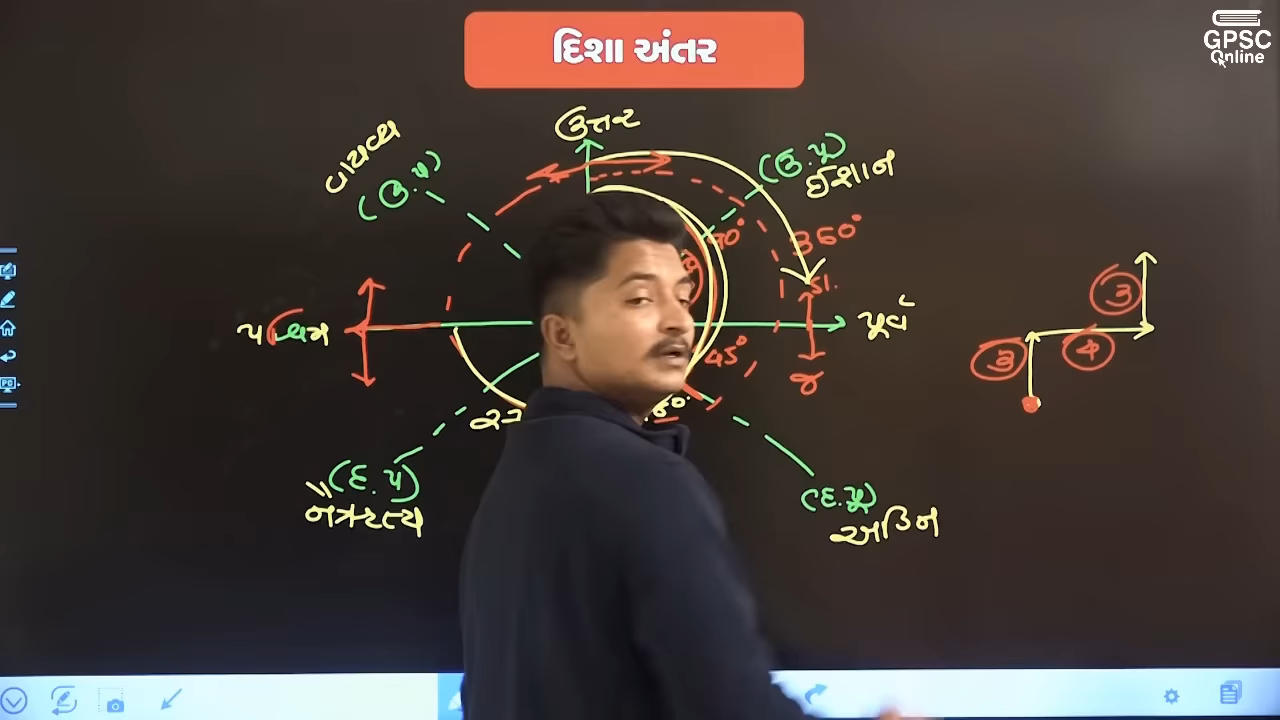 દિશા અંતર
GPSC
Online
ઉત્તર
વાયવ્ય
(ઉ.પ)
(ઉ.પૂ)
ઈશાન
90°
360°
ડા.
પશ્ચિમ
પૂર્વ
45°
જ
(દ.પ)
નૈઋત્ય
(દ.પૂ)
અગ્નિ
3
4
3